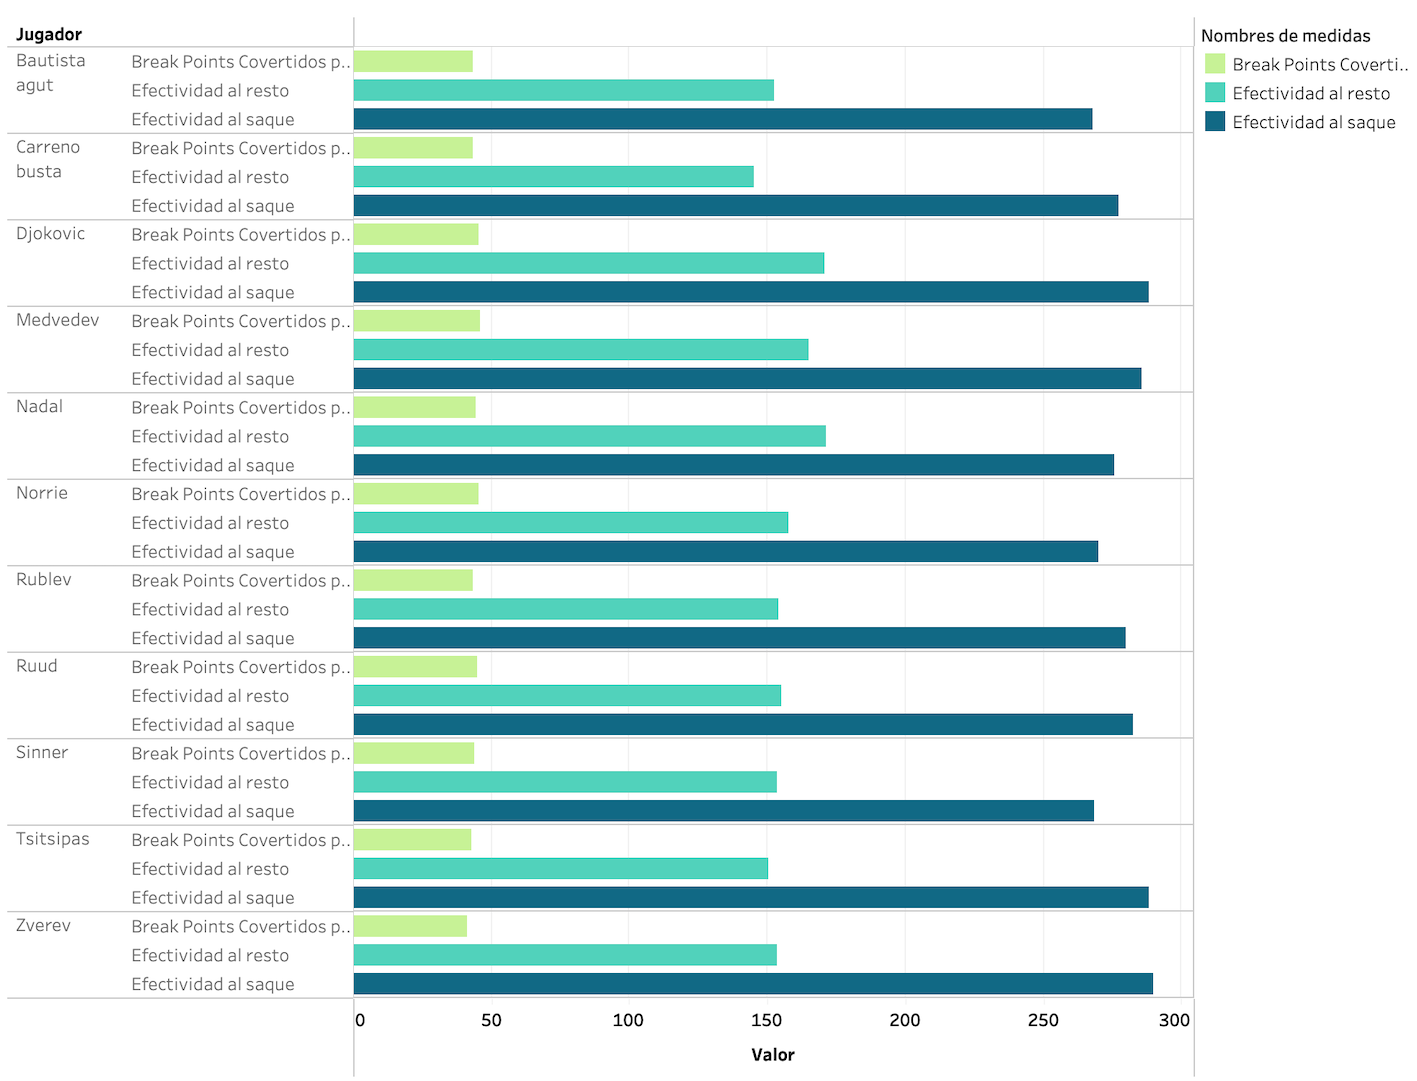 Jugador
Bautista
agut
Break Points Covertidos p..
Efectividad al resto
Efectividad al saque
Carreno
busta
Break Points Covertidos p..
Efectividad al resto
Efectividad al saque
Djokovic
Break Points Covertidos p..
Efectividad al resto
Efectividad al saque
Medvedev
Break Points Covertidos p..
Efectividad al resto
Efectividad al saque
Nadal
Break Points Covertidos p..
Efectividad al resto
Efectividad al saque
Norrie
Break Points Covertidos p..
Efectividad al resto
Efectividad al saque
Rublev
Break Points Covertidos p..
Efectividad al resto
Efectividad al saque
Ruud
Break Points Covertidos p..
Efectividad al resto
Efectividad al saque
Sinner
Break Points Covertidos p..
Efectividad al resto
Efectividad al saque
Tsitsipas
Break Points Covertidos p..
Efectividad al resto
Efectividad al saque
Zverev
Break Points Covertidos p..
Efectividad al resto
Efectividad al saque
0 50 100 150 200 250 300
Valor
Nombres de medidas
Break Points Coverti..
Efectividad al resto
Efectividad al saque